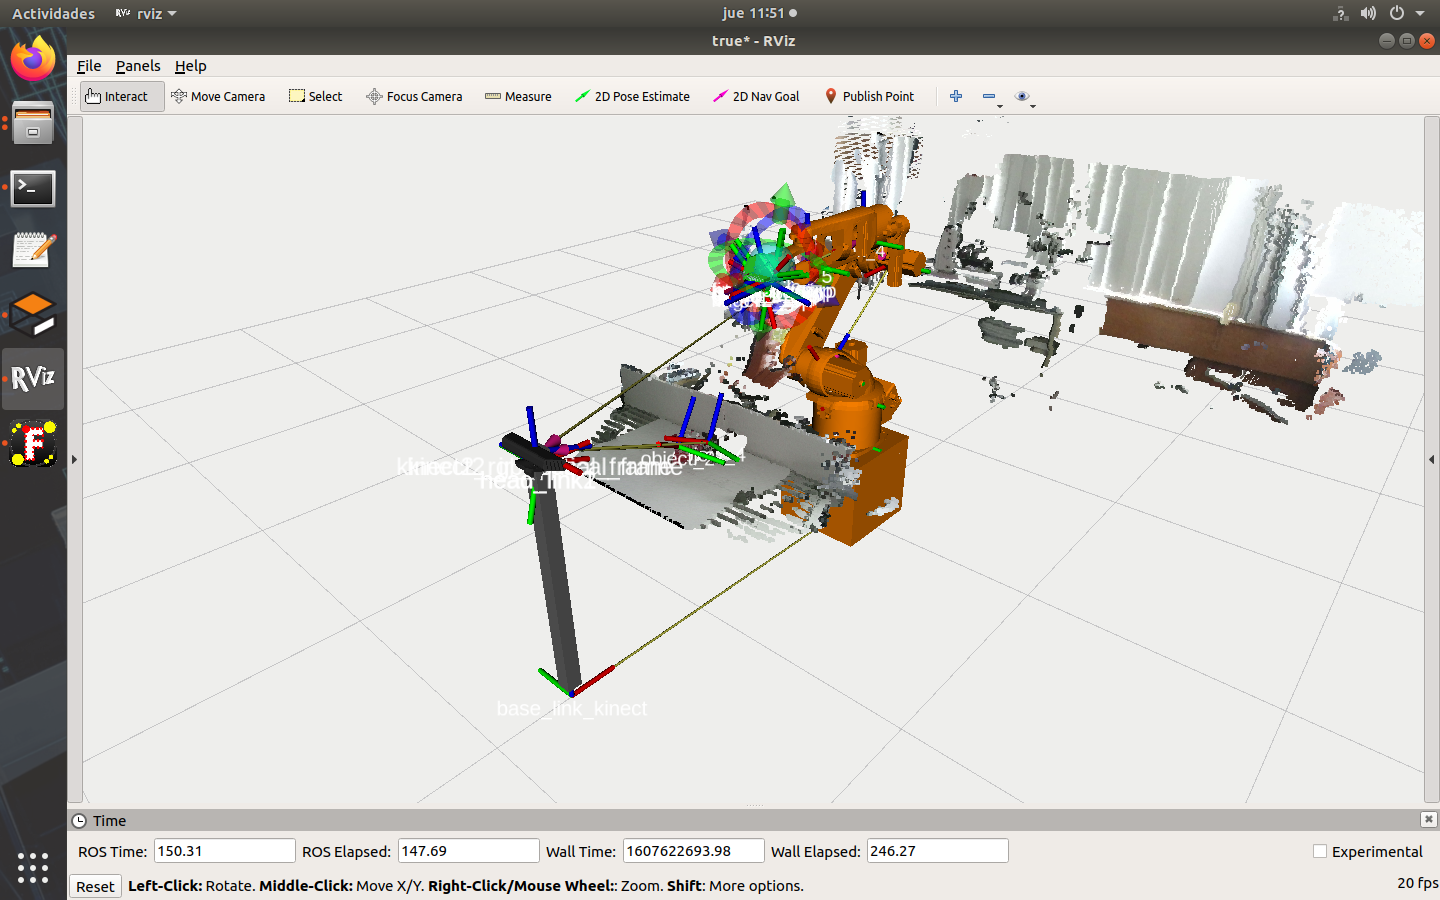 Actividades
RViz rviz
jue 11:51
true* - RViz
File Panels Help
Interact Move Camera Select Focus Camera Measure 2D Pose Estimate 2D Nav Goal Publish Point
RViz
F
base_link_kinect
Time
ROS Time: 150.31 ROS Elapsed: 147.69 Wall Time: 1607622693.98 Wall Elapsed: 246.27 Experimental
Reset Left-Click: Rotate. Middle-Click: Move X/Y. Right-Click/Mouse Wheel:: Zoom. Shift: More options. 20 fps